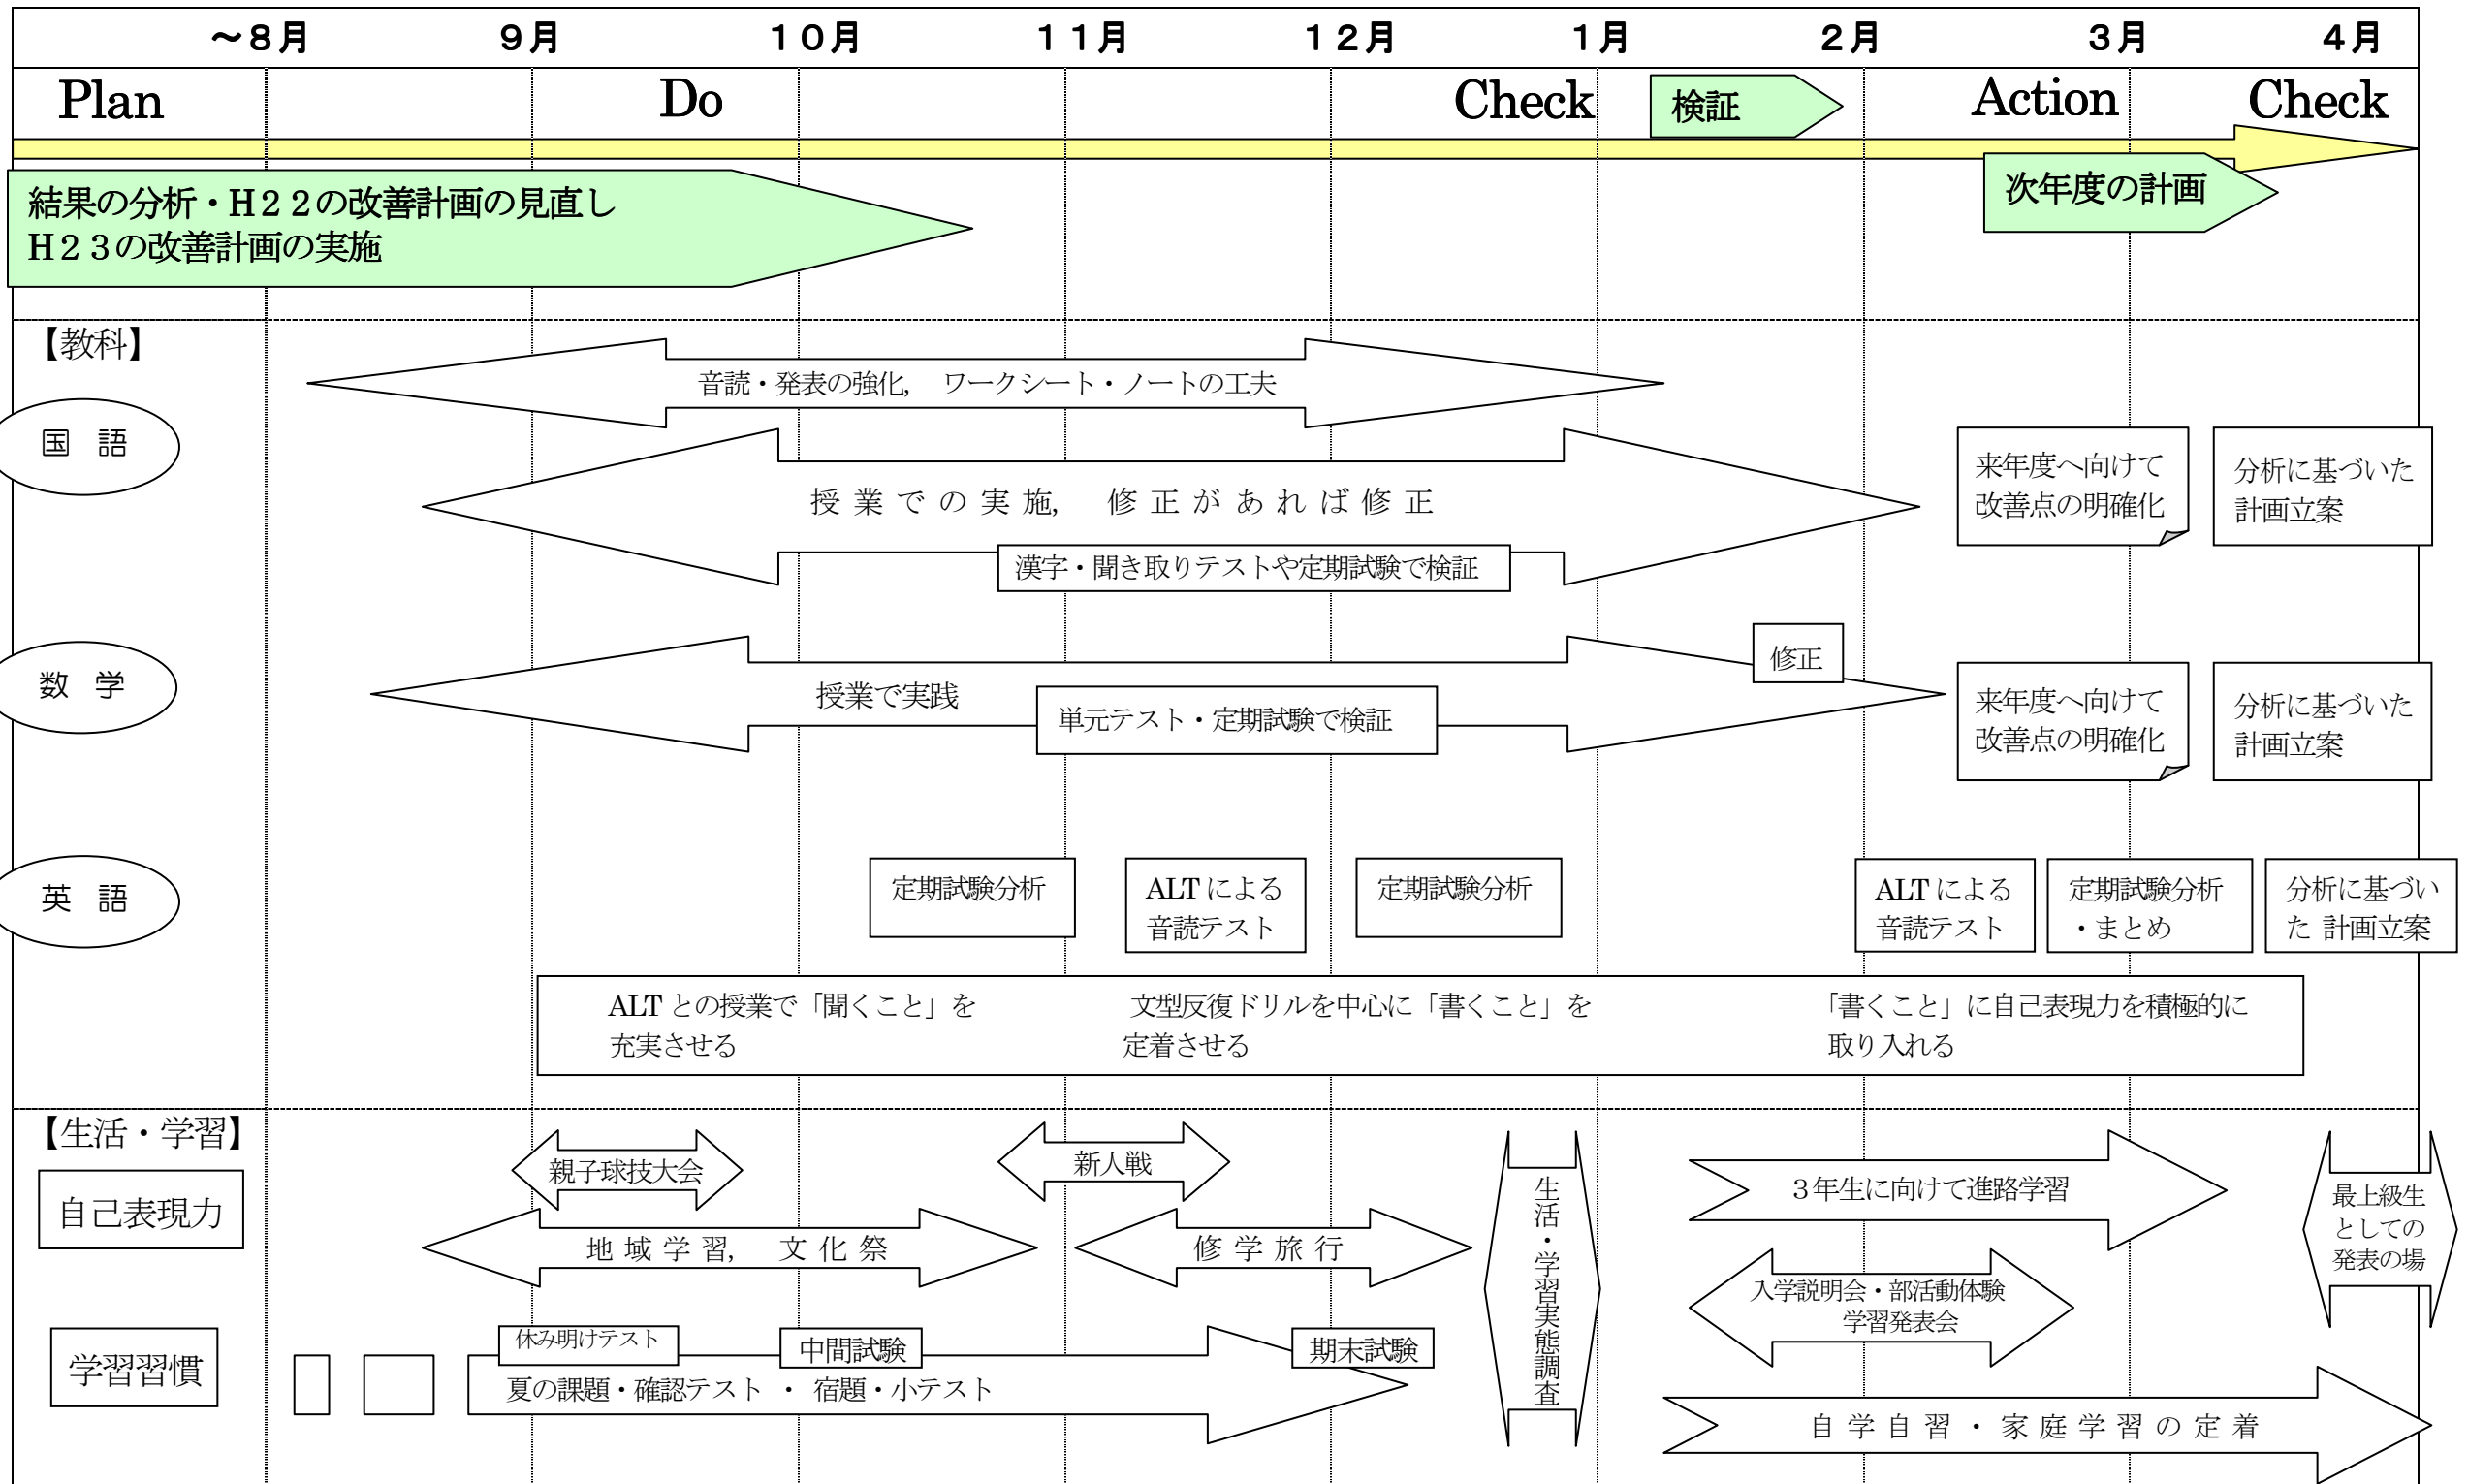 ～８月　９月　１０月　１１月　１２月　１月　２月　３月　４月
Plan　Do　Check　検証　Action　Check
結果の分析・H２２の改善計画の見直し
H２３の改善計画の実施
次年度の計画
【教科】
音読・発表の強化,　ワークシート・ノートの工夫
国　語
授業での実施,　修正があれば修正
漢字・聞き取りテストや定期試験で検証
来年度へ向けて
改善点の明確化
分析に基づいた
計画立案
数　学
授業で実践
単元テスト・定期試験で検証
修正
来年度へ向けて
改善点の明確化
分析に基づいた
計画立案
英　語
定期試験分析
ALT による
音読テスト
定期試験分析
ALT による
音読テスト
定期試験分析
・まとめ
分析に基づい
た 計画立案
ALT との授業で「聞くこと」を
充実させる
文型反復ドリルを中心に「書くこと」を
定着させる
「書くこと」に自己表現力を積極的に
取り入れる
【生活・学習】
自己表現力
親子球技大会
新人戦
地域学習,　文化祭
修学旅行
生活・学習実態調査
３年生に向けて進路学習
入学説明会・部活動体験
学習発表会
最上級生
としての
発表の場
学習習慣
休み明けテスト
中間試験
期末試験
夏の課題・確認テスト ・ 宿題・小テスト
自学自習・家庭学習の定着